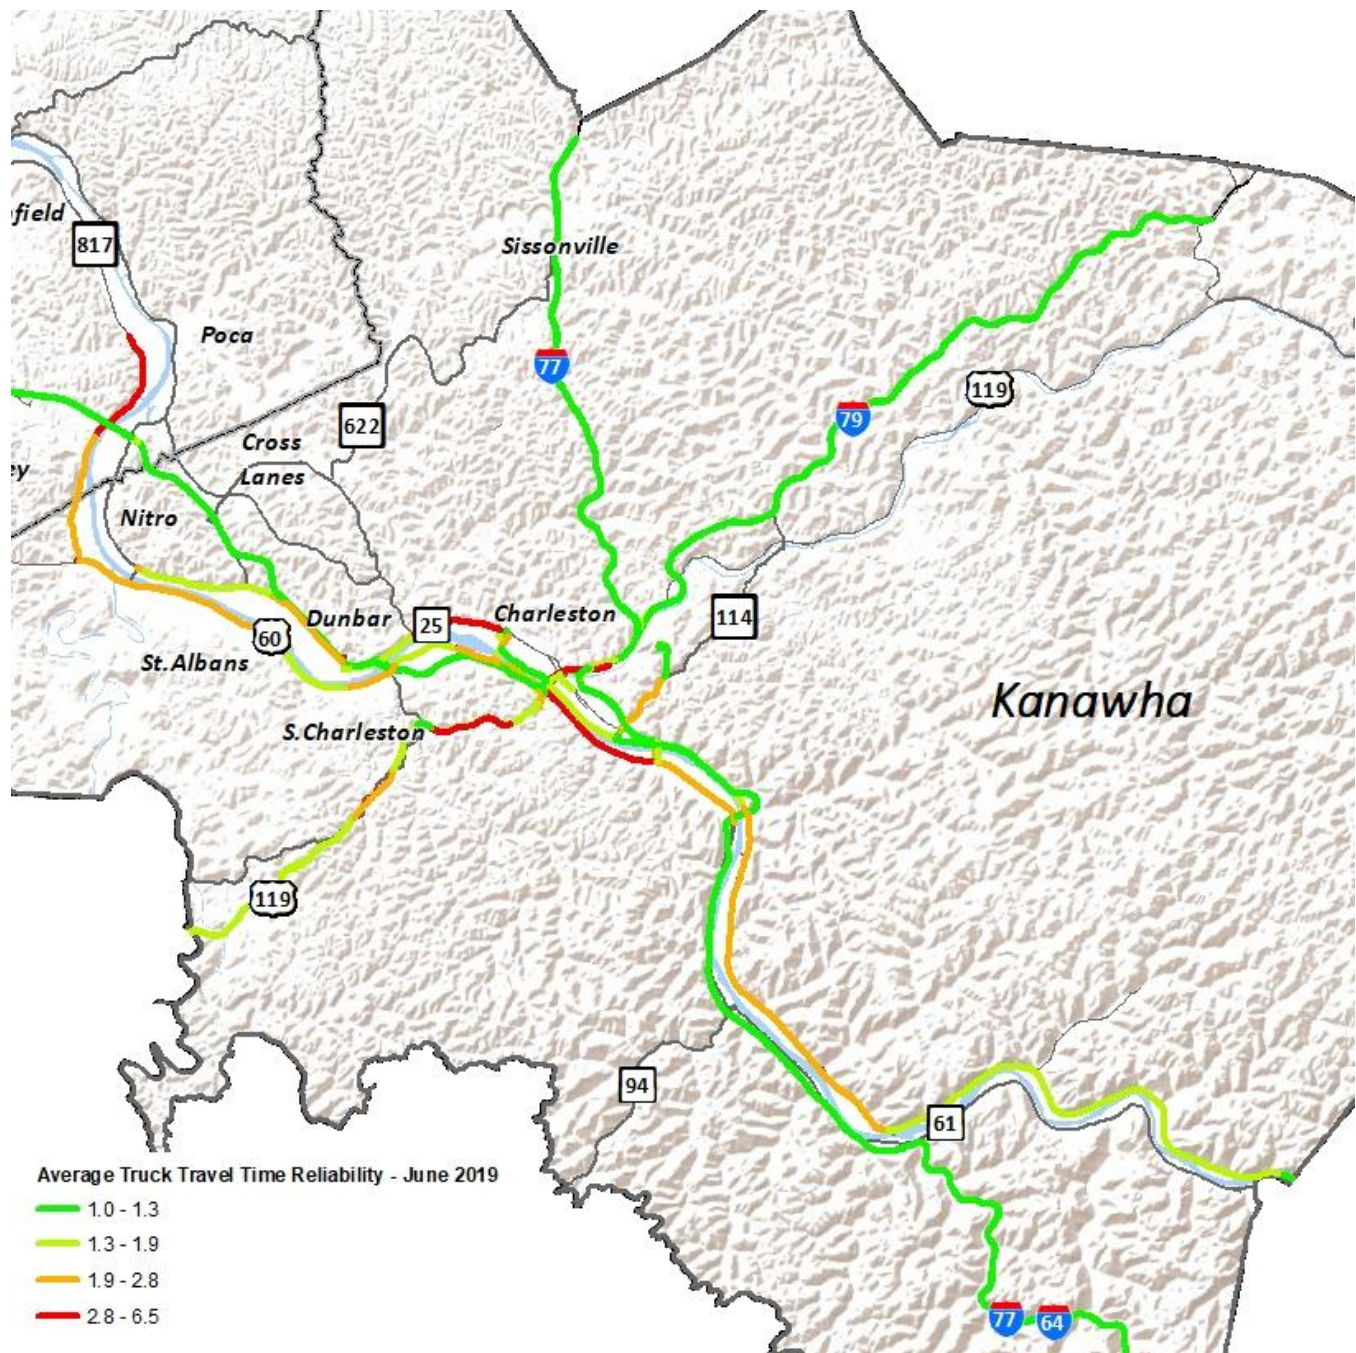 field
817
Sissonville
Poca
77
119
79
622
Cross
Lanes
ey
Nitro
Dunbar
25
Charleston
114
60
St.Albans
Kanawha
S.Charleston
119
94
61
Average Truck Travel Time Reliability - June 2019
1.0 - 1.3
1.3 - 1.9
1.9 - 2.8
2.8 - 6.5
77
64